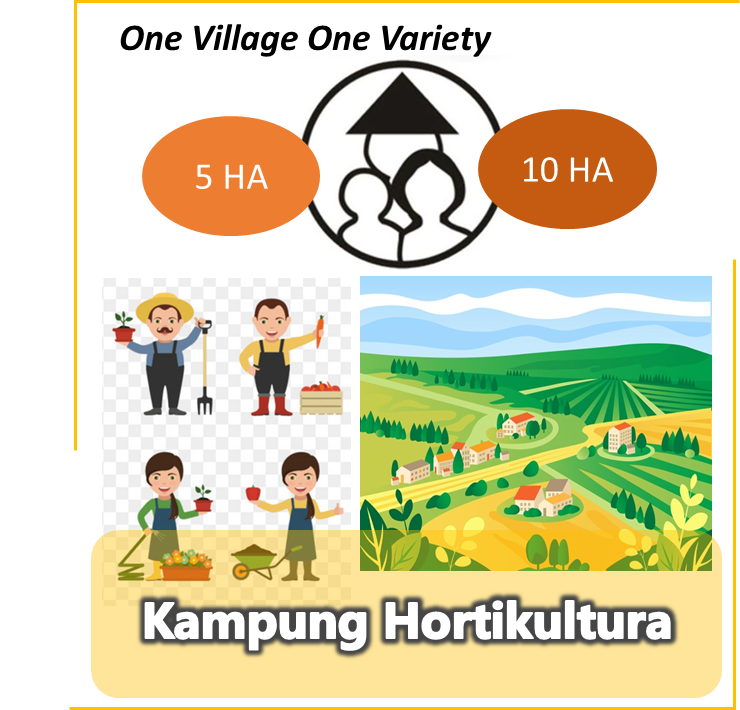 One Village One Variety
5 HA
10 HA
Kampung Hortikultura